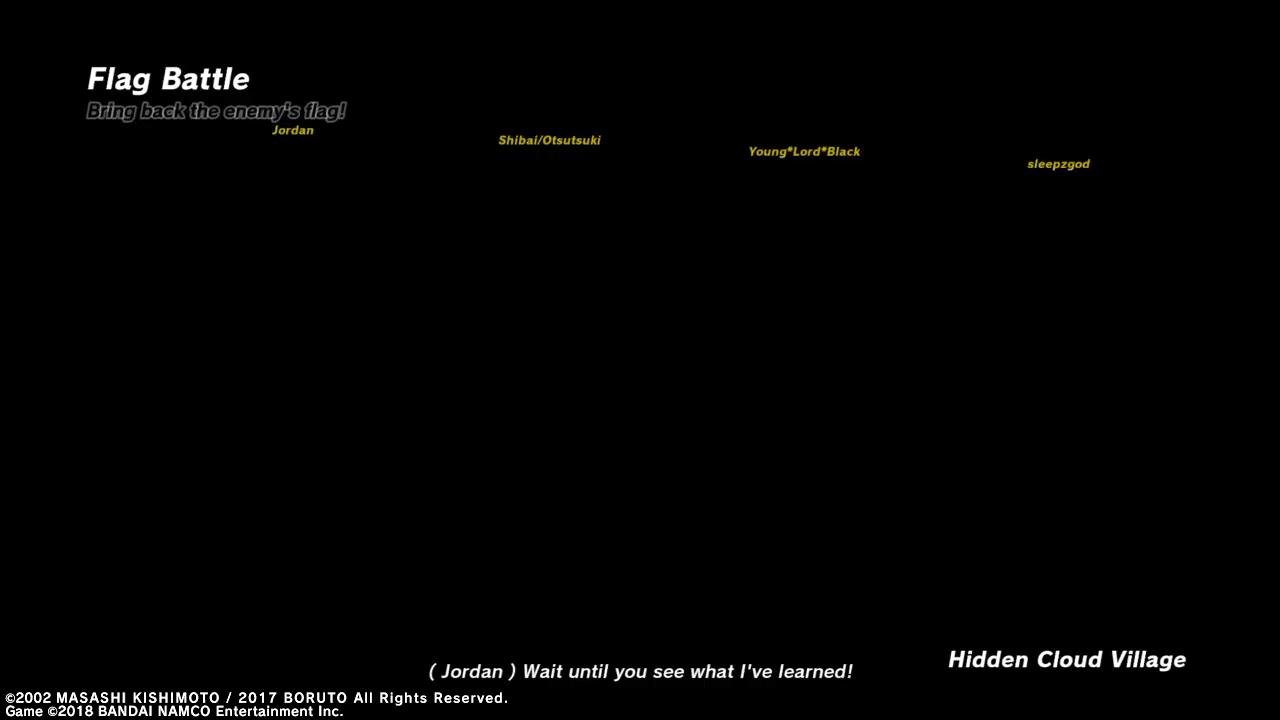 Flag Battle
Bring back the enemy's flag!
Jordan
Shibai/Otsutsuki
Young*Lord*Black
sleepzgod
Hidden Cloud Village
( Jordan ) Wait until you see what I've learned!
©2002 MASASHI KISHIMOTO / 2017 BORUTO All Rights Reserved.
Game ©2018 BANDAI NAMCO Entertainment Inc.